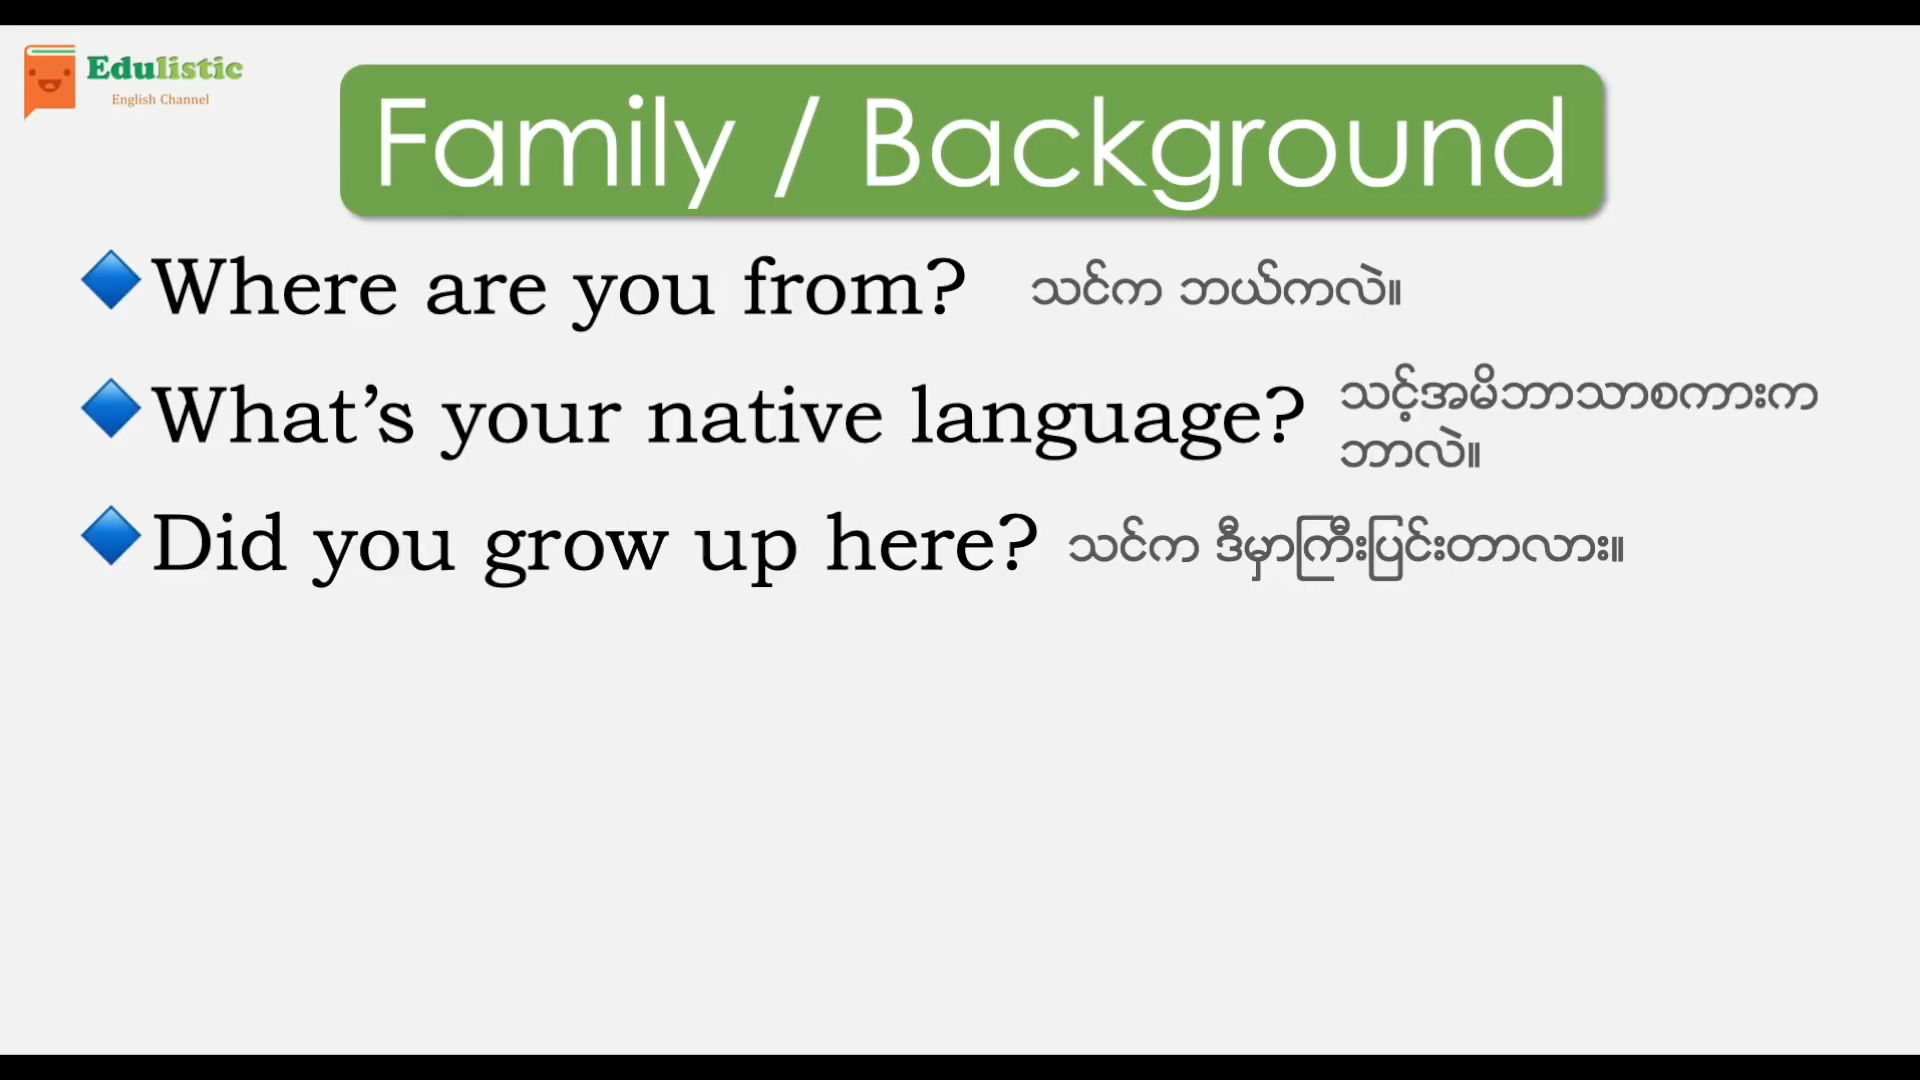 Edulistic
English Channel
Family / Background
Where are you from? သင်က ဘယ်ကလဲ။
What’s your native language? သင့်အမိဘာသာစကားက
ဘာလဲ။
Did you grow up here? သင်က ဒီမှာကြီးပြင်းတာလား။